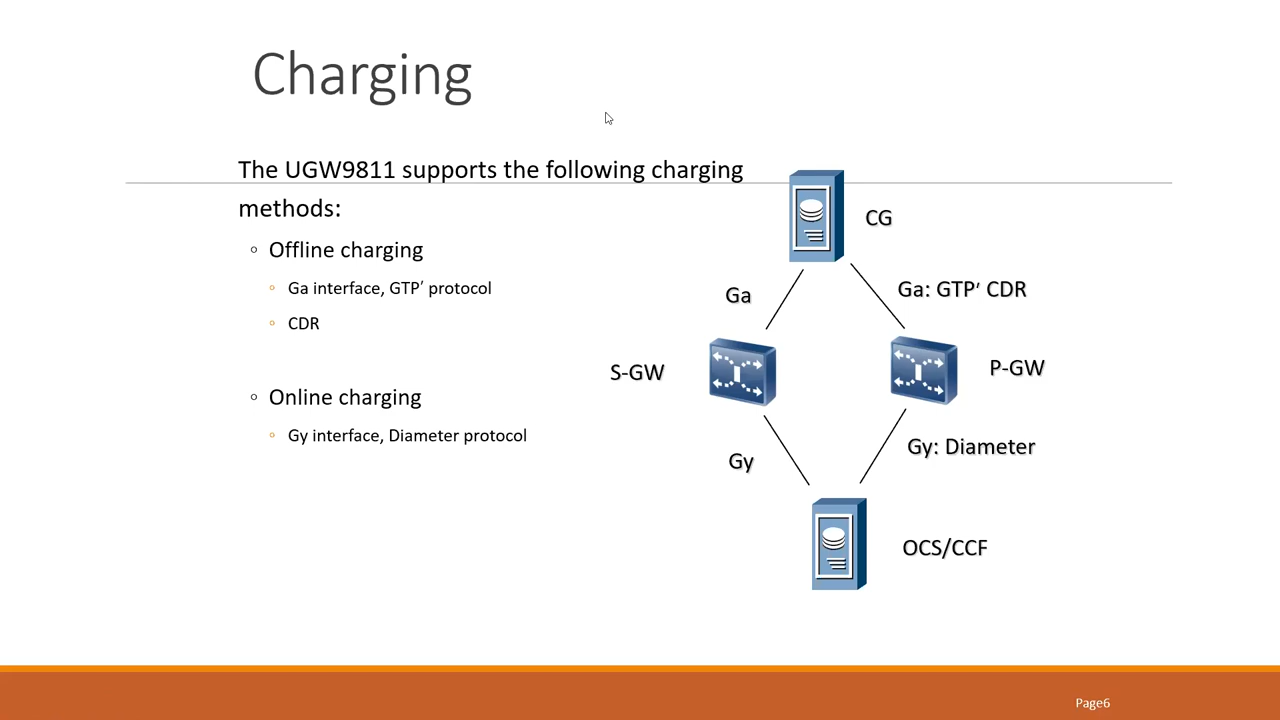 Charging
The UGW9811 supports the following charging
methods:
◦ Offline charging
◦ Ga interface, GTP′ protocol
◦ CDR
◦ Online charging
◦ Gy interface, Diameter protocol
CG
Ga
Ga: GTP′ CDR
S-GW
P-GW
Gy
Gy: Diameter
OCS/CCF
Page6